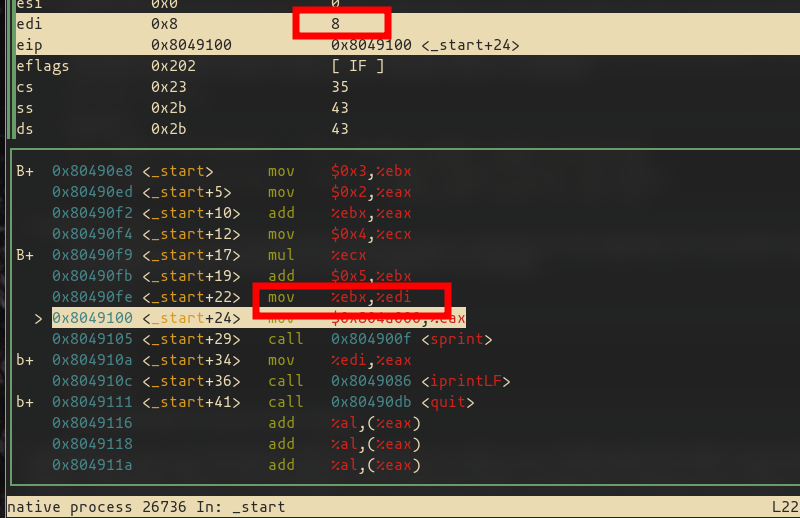 esi 0x0 0
edi 0x8 8
eip 0x8049100 0x8049100 <_start+24>
eflags 0x202 [ IF ]
cs 0x23 35
ss 0x2b 43
ds 0x2b 43
B+ 0x80490e8 <_start> mov $0x3,%ebx
0x80490ed <_start+5> mov $0x2,%eax
0x80490f2 <_start+10> add %ebx,%eax
0x80490f4 <_start+12> mov $0x4,%ecx
B+ 0x80490f9 <_start+17> mul %ecx
0x80490fb <_start+19> add $0x5,%ebx
0x80490fe <_start+22> mov %ebx,%edi
> 0x8049100 <_start+24> mov $0x804a000,%eax
0x8049105 <_start+29> call 0x804900f <sprint>
b+ 0x804910a <_start+34> mov %edi,%eax
0x804910c <_start+36> call 0x8049086 <iprintLF>
b+ 0x8049111 <_start+41> call 0x80490db <quit>
0x8049116 add %al,(%eax)
0x8049118 add %al,(%eax)
0x804911a add %al,(%eax)
native process 26736 In: _start L22